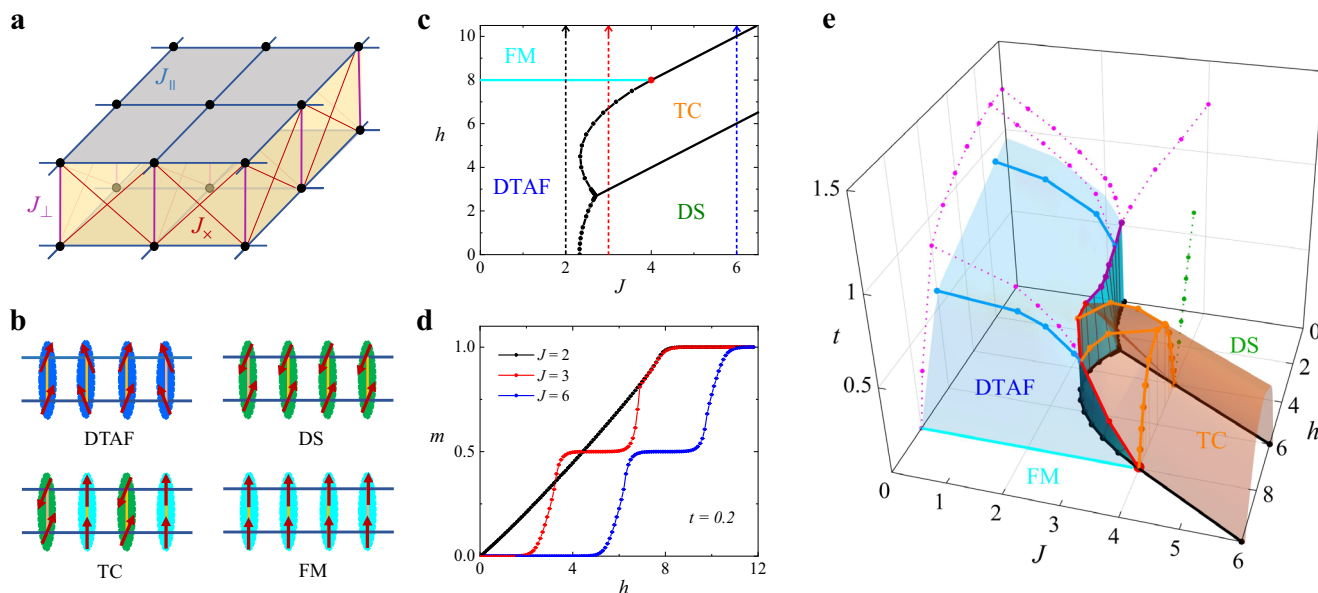 a
J∥
J⊥
J×
b
DTAF
DS
TC
FM
c
10
8
6
4
2
0
h
FM
TC
DTAF
DS
0
2
4
6
J
d
1.0
0.5
0.0
m
J = 2
J = 3
J = 6
t = 0.2
0
4
8
12
h
e
1.5
1
0.5
t
DTAF
FM
TC
DS
0
1
2
3
4
5
6
J
0
2
4
6
8
h